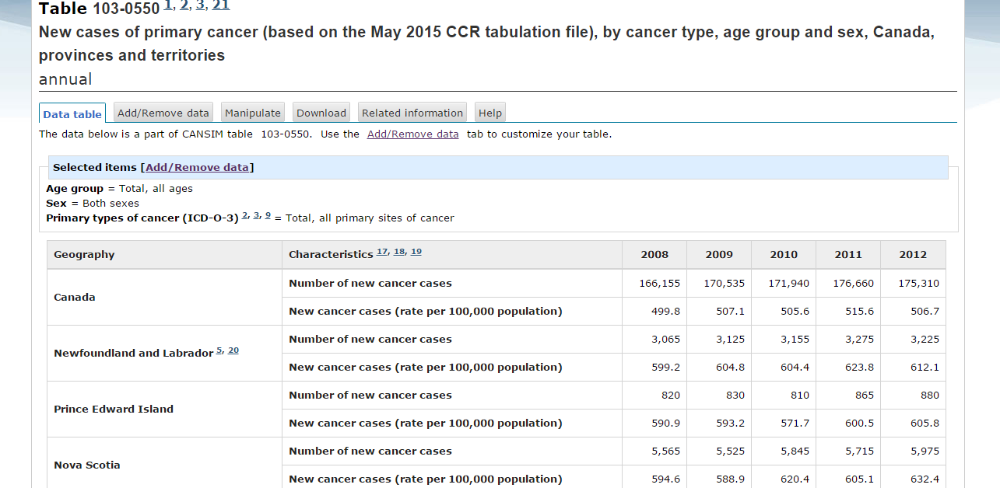 Table 103-0550 1, 2, 3, 21
New cases of primary cancer (based on the May 2015 CCR tabulation file), by cancer type, age group and sex, Canada,
provinces and territories
annual
Data table Add/Remove data Manipulate Download Related information Help
The data below is a part of CANSIM table 103-0550. Use the Add/Remove data tab to customize your table.
Selected items [Add/Remove data]
Age group = Total, all ages
Sex = Both sexes
Primary types of cancer (ICD-O-3) 2, 3, 9 = Total, all primary sites of cancer
Geography Characteristics 17, 18, 19 2008 2009 2010 2011 2012
Canada
Number of new cancer cases 166,155 170,535 171,940 176,660 175,310
New cancer cases (rate per 100,000 population) 499.8 507.1 505.6 515.6 506.7
Newfoundland and Labrador 5, 20
Number of new cancer cases 3,065 3,125 3,155 3,275 3,225
New cancer cases (rate per 100,000 population) 599.2 604.8 604.4 623.8 612.1
Prince Edward Island
Number of new cancer cases 820 830 810 865 880
New cancer cases (rate per 100,000 population) 590.9 593.2 571.7 600.5 605.8
Nova Scotia
Number of new cancer cases 5,565 5,525 5,845 5,715 5,975
New cancer cases (rate per 100,000 population) 594.6 588.9 620.4 605.1 632.4